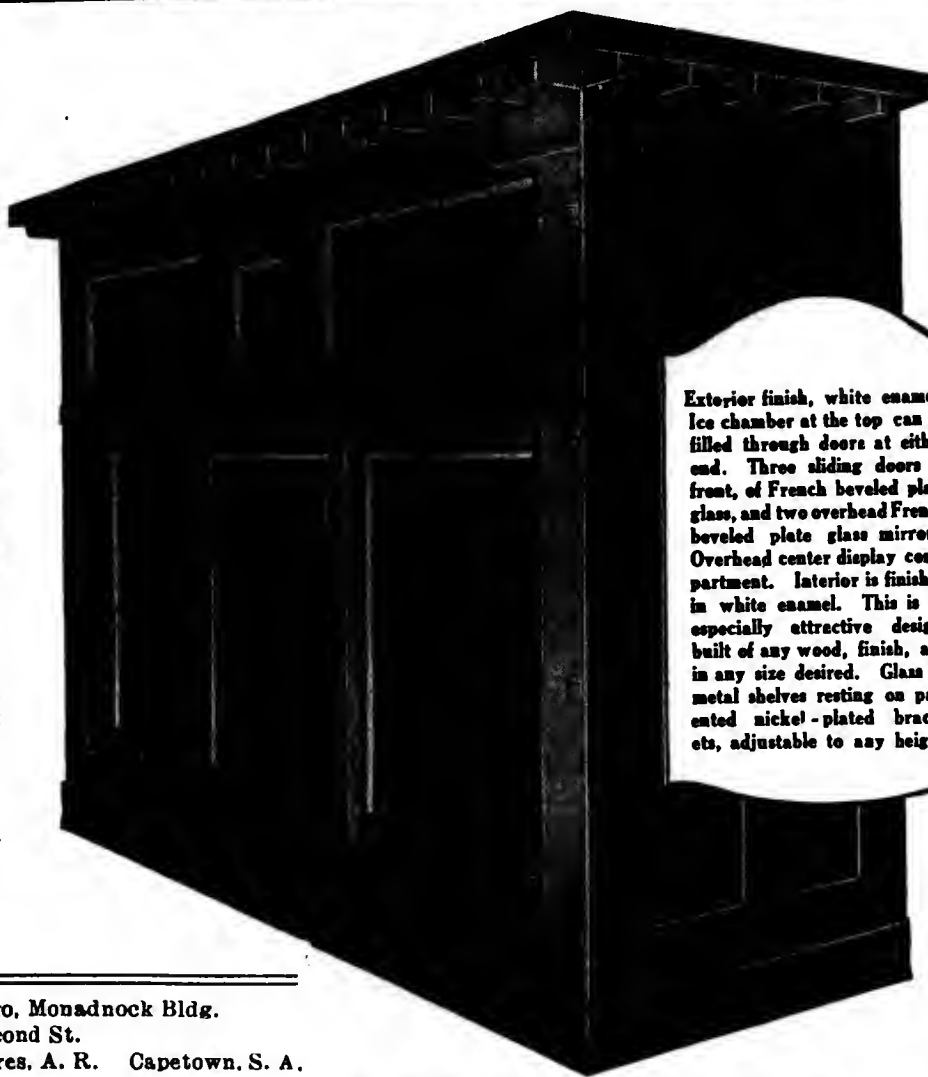 Exterior finish, white enam
Ice chamber at the top can
filled through doors at eith
end. Three sliding doors
front, of French beveled pla
glass, and two overhead Fren
beveled plate glass mirro
Overhead center display co
partment. Interior is finish
in white enamel. This is
especially attractive desig
built of any wood, finish, a
in any size desired. Glass
metal shelves resting on pa
ented nickel-plated brac
ets, adjustable to any heig
ro, Monadnock Bldg.
ond St.
res, A. R. Capetown, S. A.